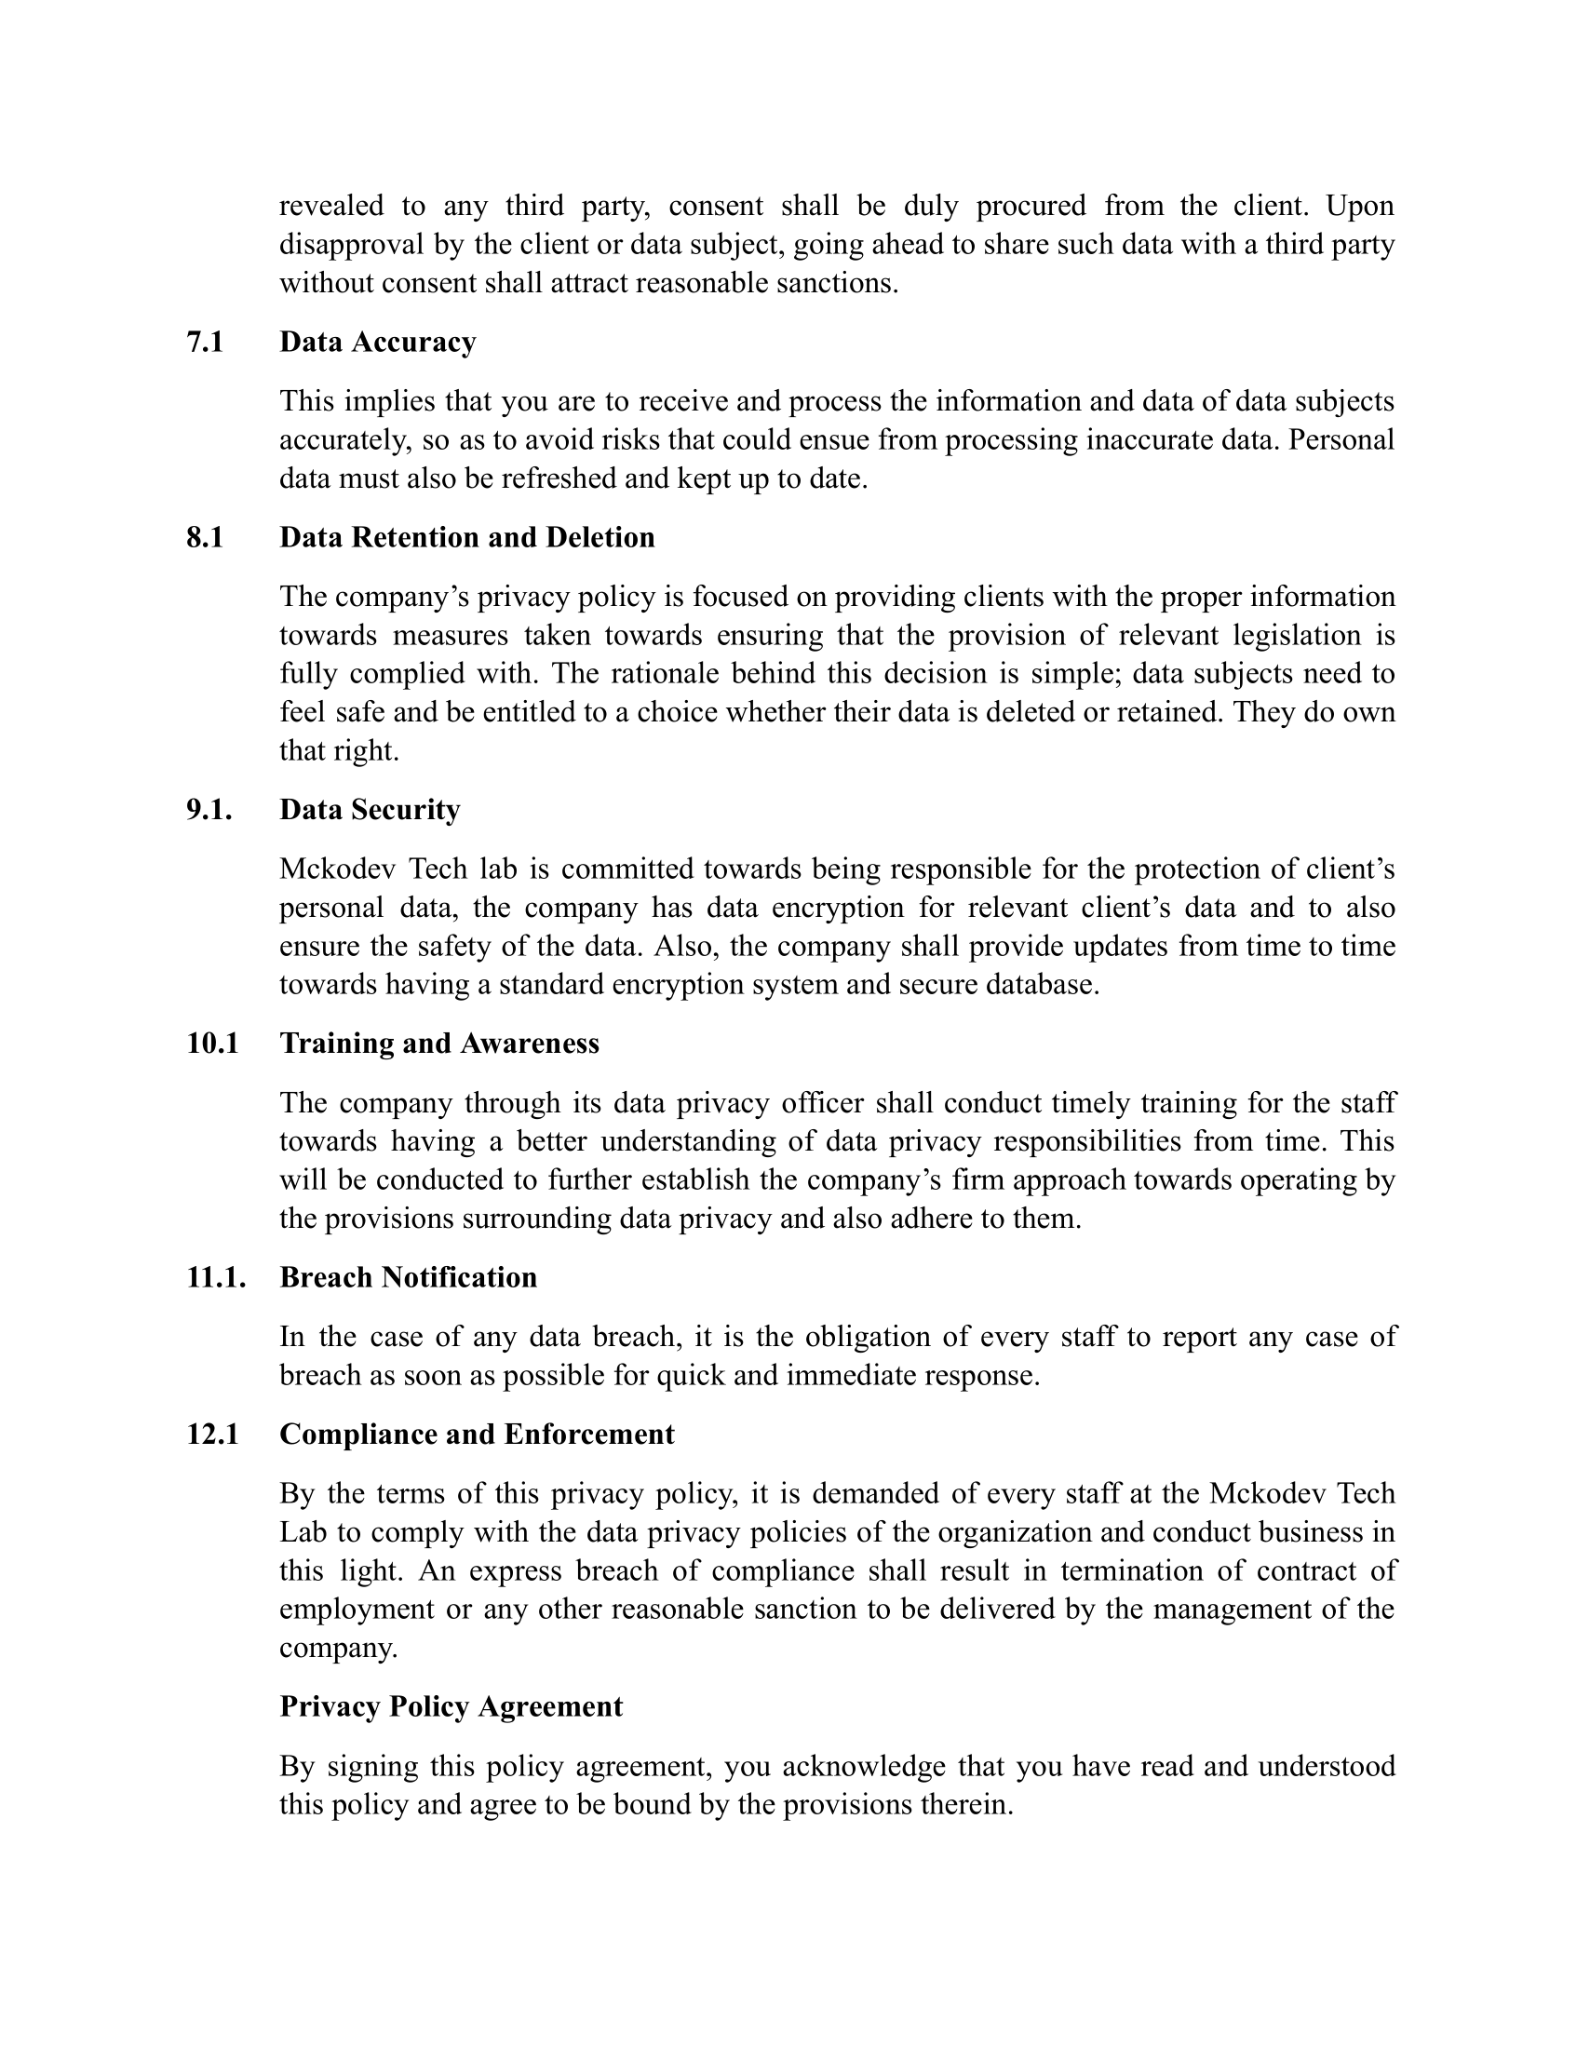 revealed to any third party, consent shall be duly procured from the client. Upon
disapproval by the client or data subject, going ahead to share such data with a third party
without consent shall attract reasonable sanctions.
7.1 Data Accuracy
This implies that you are to receive and process the information and data of data subjects
accurately, so as to avoid risks that could ensue from processing inaccurate data. Personal
data must also be refreshed and kept up to date.
8.1 Data Retention and Deletion
The company’s privacy policy is focused on providing clients with the proper information
towards measures taken towards ensuring that the provision of relevant legislation is
fully complied with. The rationale behind this decision is simple; data subjects need to
feel safe and be entitled to a choice whether their data is deleted or retained. They do own
that right.
9.1. Data Security
Mckodev Tech lab is committed towards being responsible for the protection of client’s
personal data, the company has data encryption for relevant client’s data and to also
ensure the safety of the data. Also, the company shall provide updates from time to time
towards having a standard encryption system and secure database.
10.1 Training and Awareness
The company through its data privacy officer shall conduct timely training for the staff
towards having a better understanding of data privacy responsibilities from time. This
will be conducted to further establish the company’s firm approach towards operating by
the provisions surrounding data privacy and also adhere to them.
11.1. Breach Notification
In the case of any data breach, it is the obligation of every staff to report any case of
breach as soon as possible for quick and immediate response.
12.1 Compliance and Enforcement
By the terms of this privacy policy, it is demanded of every staff at the Mckodev Tech
Lab to comply with the data privacy policies of the organization and conduct business in
this light. An express breach of compliance shall result in termination of contract of
employment or any other reasonable sanction to be delivered by the management of the
company.
Privacy Policy Agreement
By signing this policy agreement, you acknowledge that you have read and understood
this policy and agree to be bound by the provisions therein.